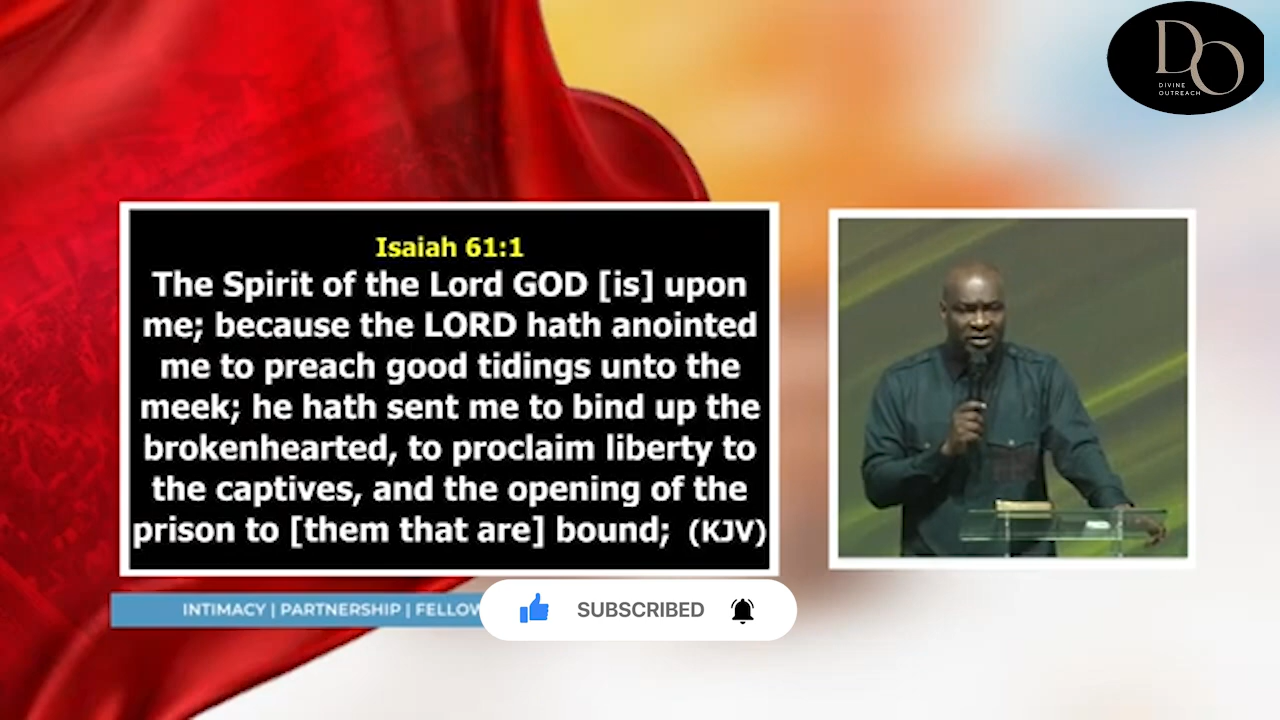 DO
DIVINE
OUTREACH
Isaiah 61:1
The Spirit of the Lord GOD [is] upon
me; because the LORD hath anointed
me to preach good tidings unto the
meek; he hath sent me to bind up the
brokenhearted, to proclaim liberty to
the captives, and the opening of the
prison to [them that are] bound; (KJV)
INTIMACY | PARTNERSHIP |
SUBSCRIBED